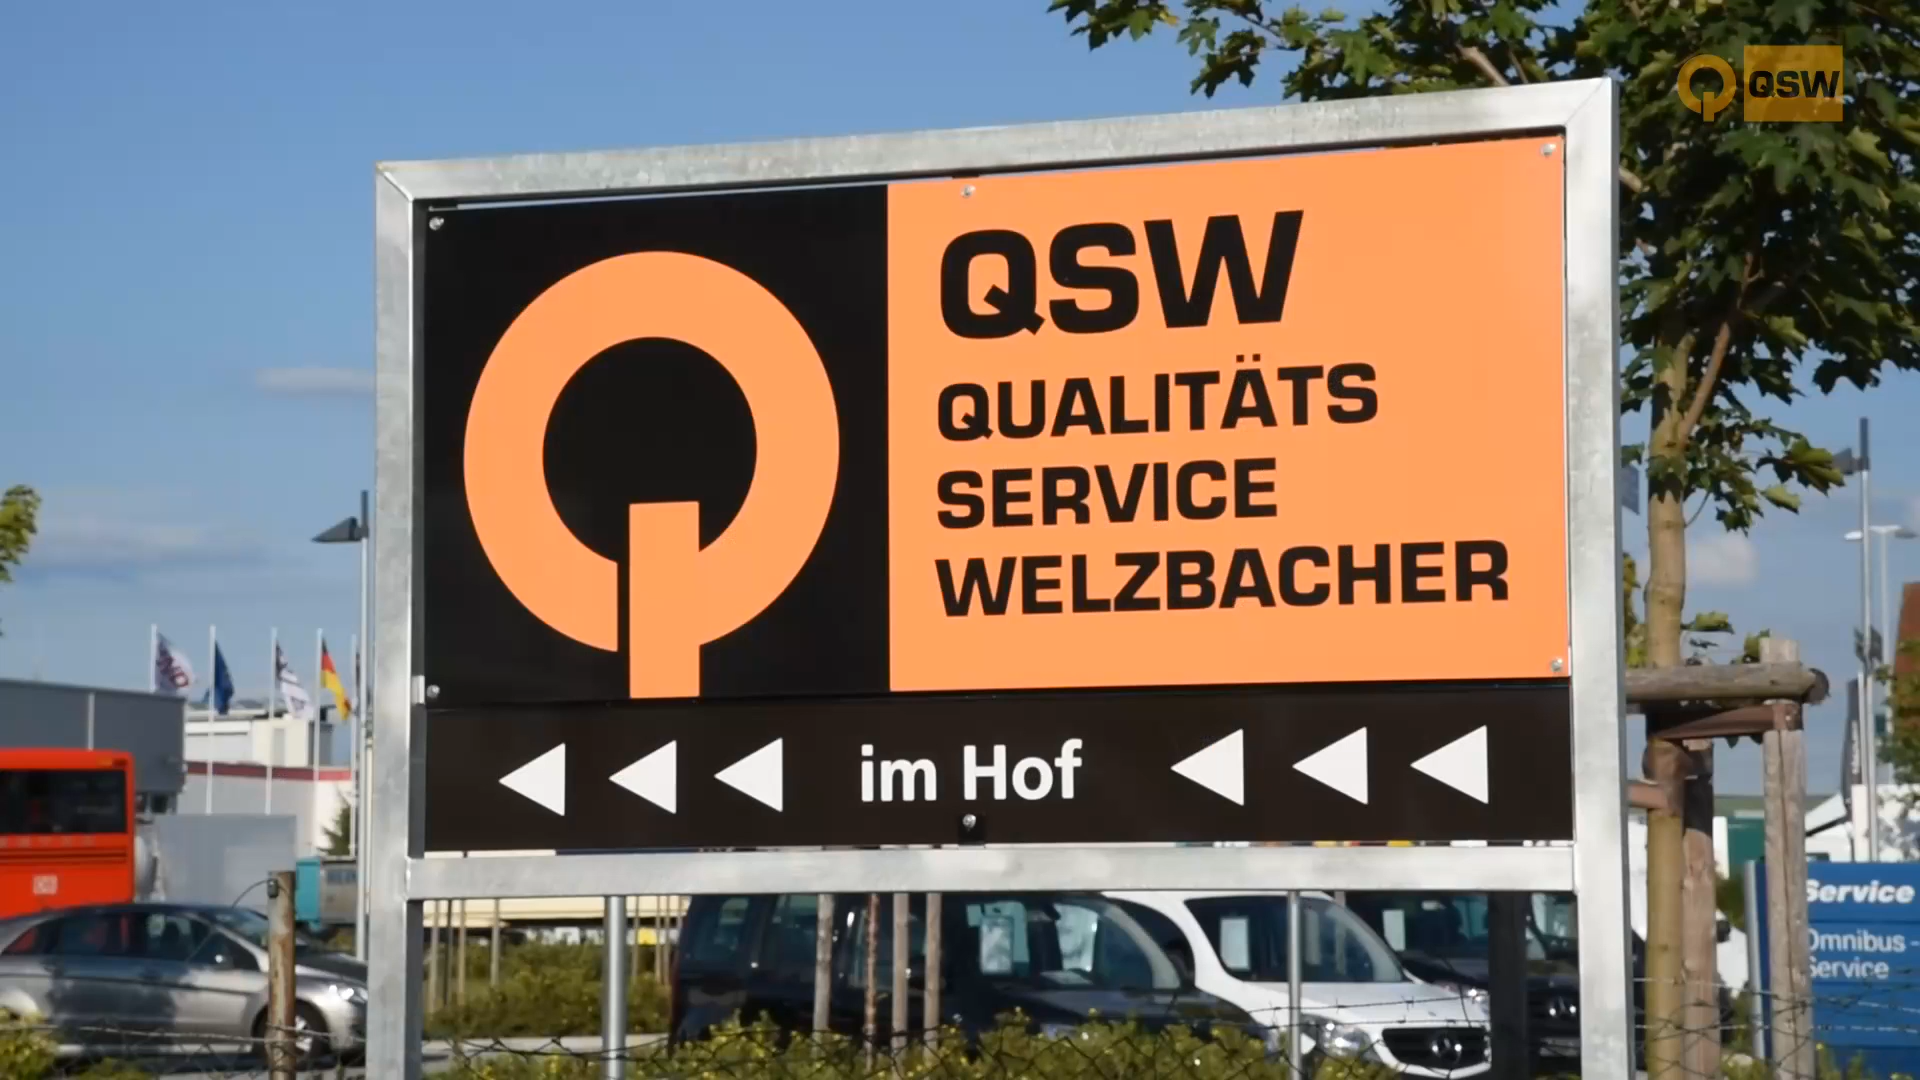 QSW
QSW
QUALITÄTS
SERVICE
WELZBACHER
im Hof
Service
Omnibus -
Service